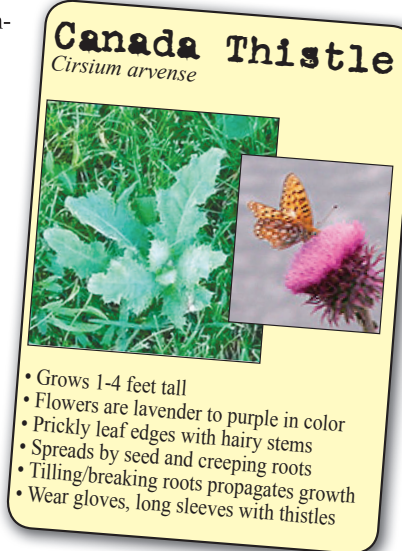 a-
Canada Thistle
Cirsium arvense
• Grows 1-4 feet tall
• Flowers are lavender to purple in color
• Prickly leaf edges with hairy stems
• Spreads by seed and creeping roots
• Tilling/breaking roots propagates growth
• Wear gloves, long sleeves with thistles